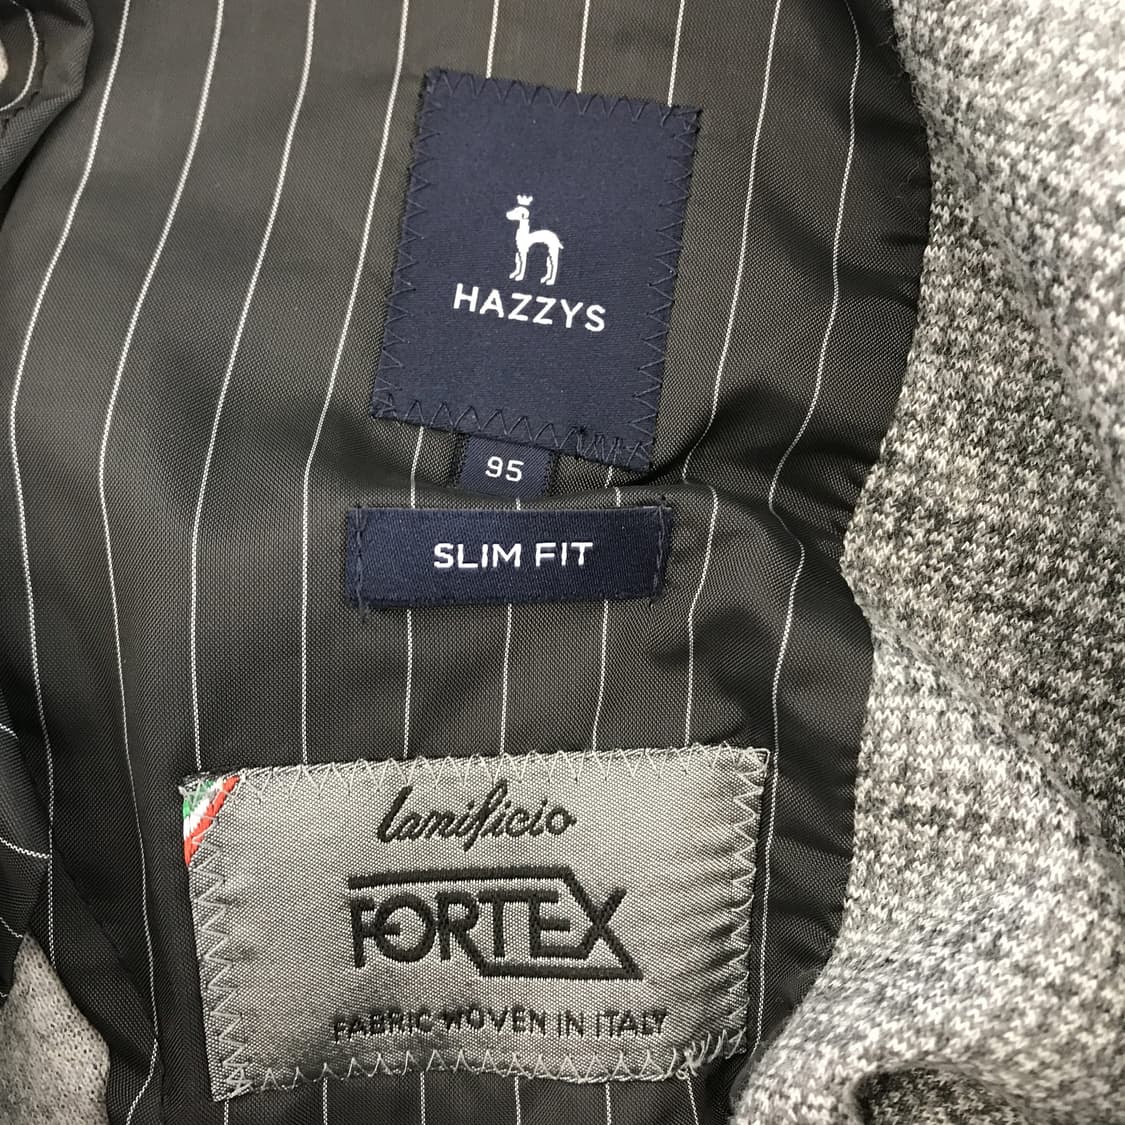 HAZZYS
95
SLIM FIT
lanificio
FORTEX
FABRIC WOVEN IN ITALY